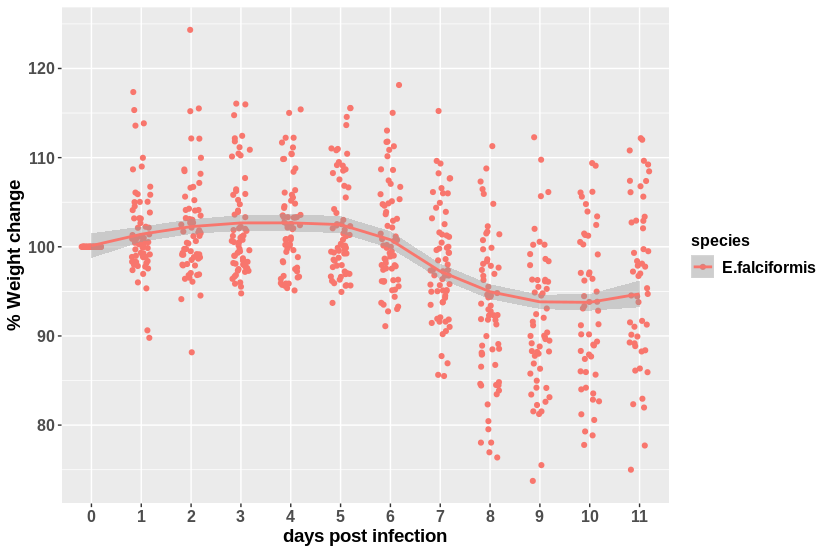 % Weight change
120
110
100
90
80
0 1 2 3 4 5 6 7 8 9 10 11
days post infection
species
E.falciformis